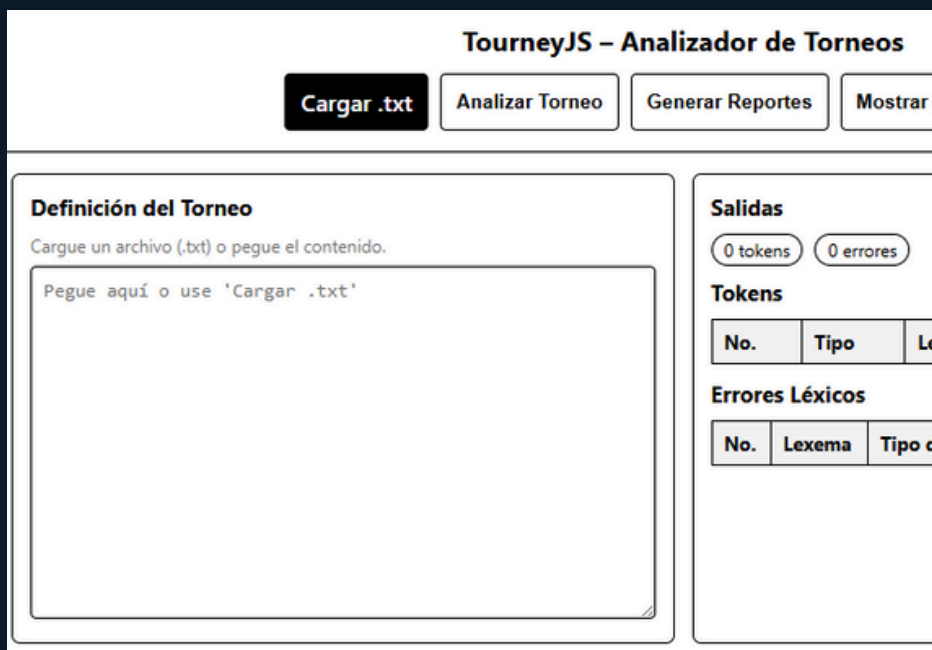 TourneyJS – Analizador de Torneos
Cargar .txt Analizar Torneo Generar Reportes Mostrar
Definición del Torneo
Cargue un archivo (.txt) o pegue el contenido.
Pegue aquí o use 'Cargar .txt'
Salidas
0 tokens 0 errores
Tokens
No. Tipo
Errores Léxicos
No. Lexema Tipo